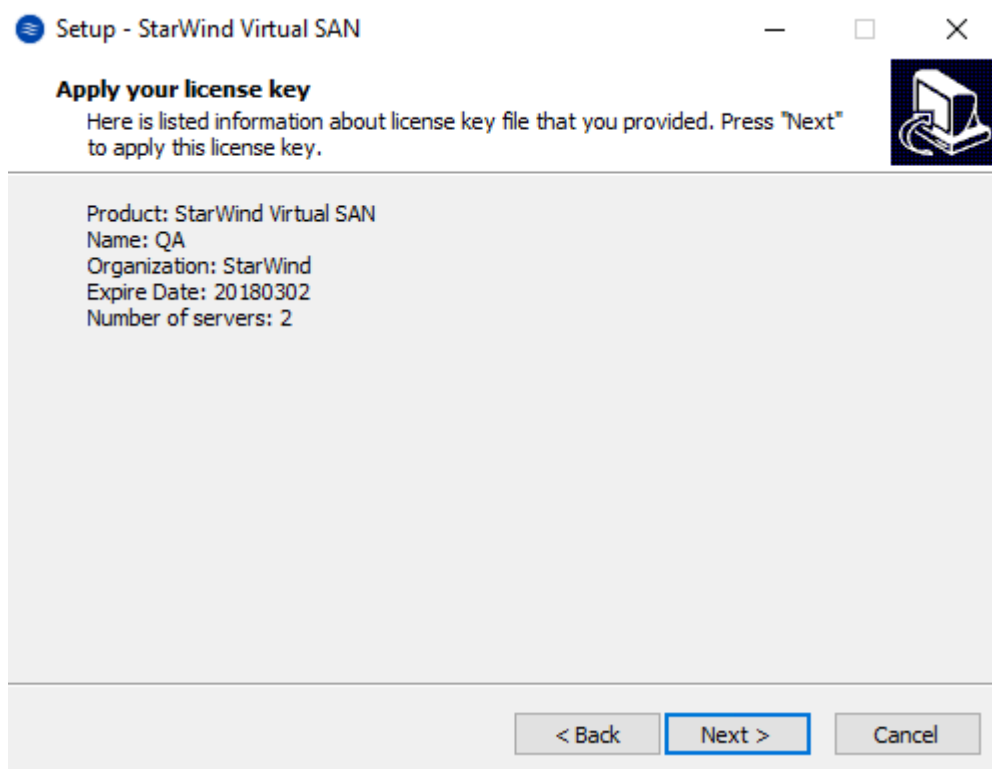 Setup - StarWind Virtual SAN
Apply your license key
Here is listed information about license key file that you provided. Press "Next"
to apply this license key.
Product: StarWind Virtual SAN
Name: QA
Organization: StarWind
Expire Date: 20180302
Number of servers: 2
< Back
Next >
Cancel